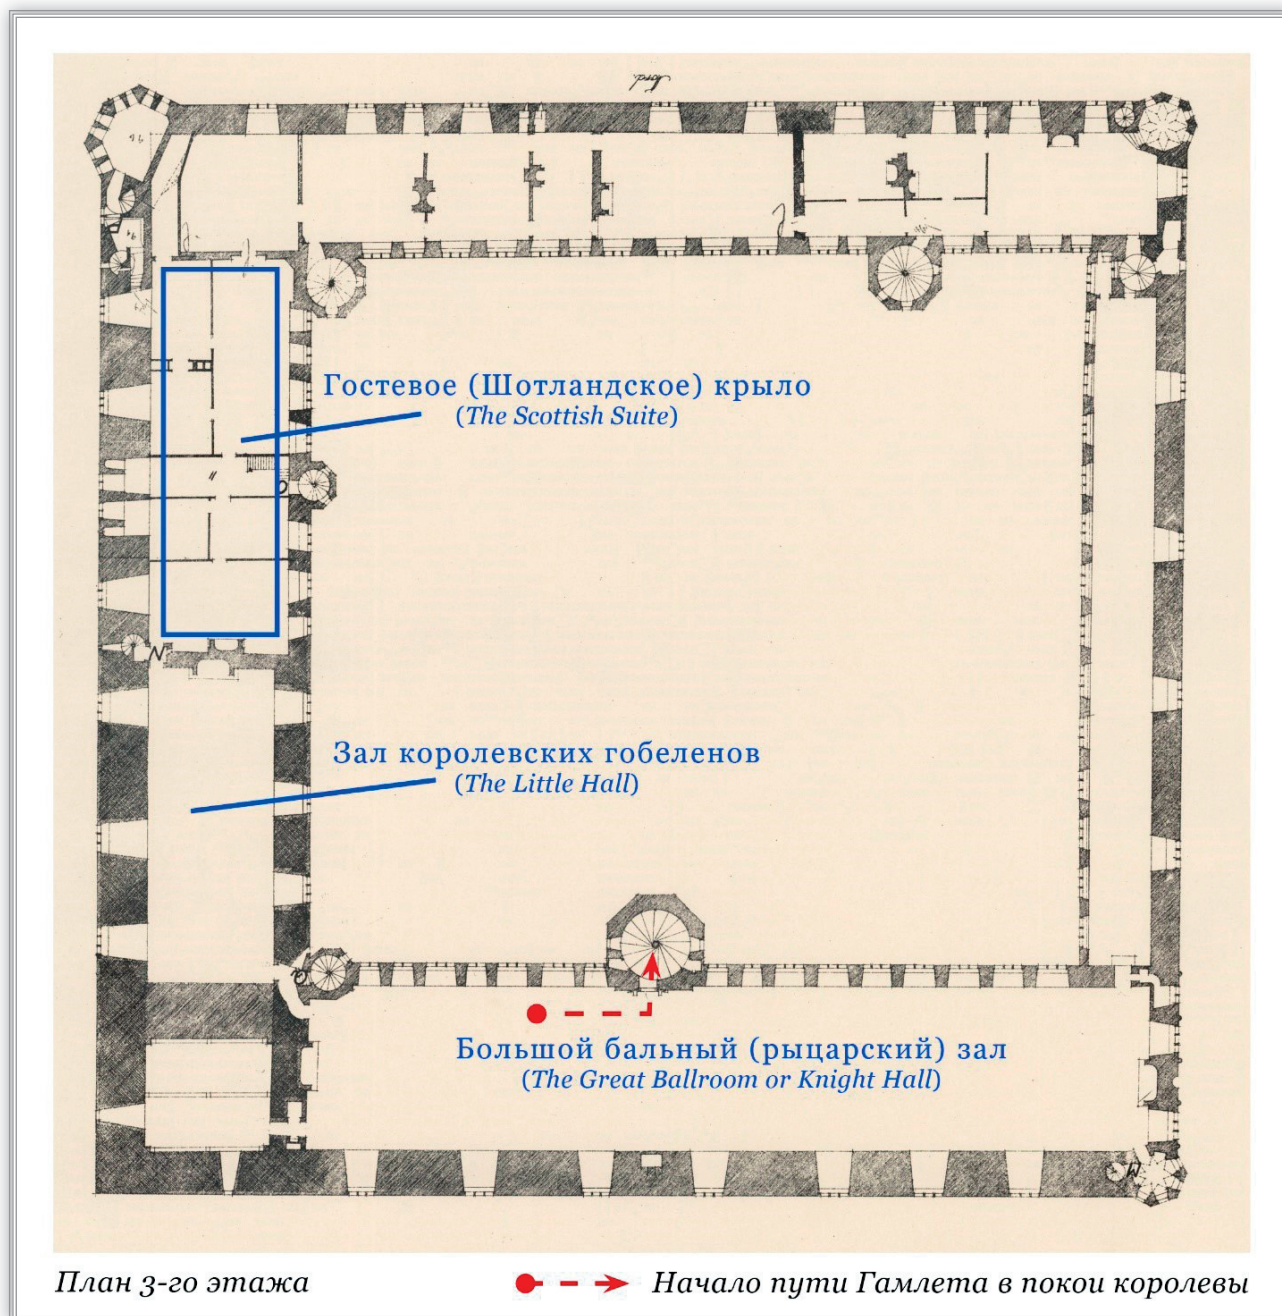 Nord.
Гостевое (Шотландское) крыло
(The Scottish Suite)
Зал королевских гобеленов
(The Little Hall)
Большой бальный (рыцарский) зал
(The Great Ballroom or Knight Hall)
План 3-го этажа
Начало пути Гамлета в покои королевы